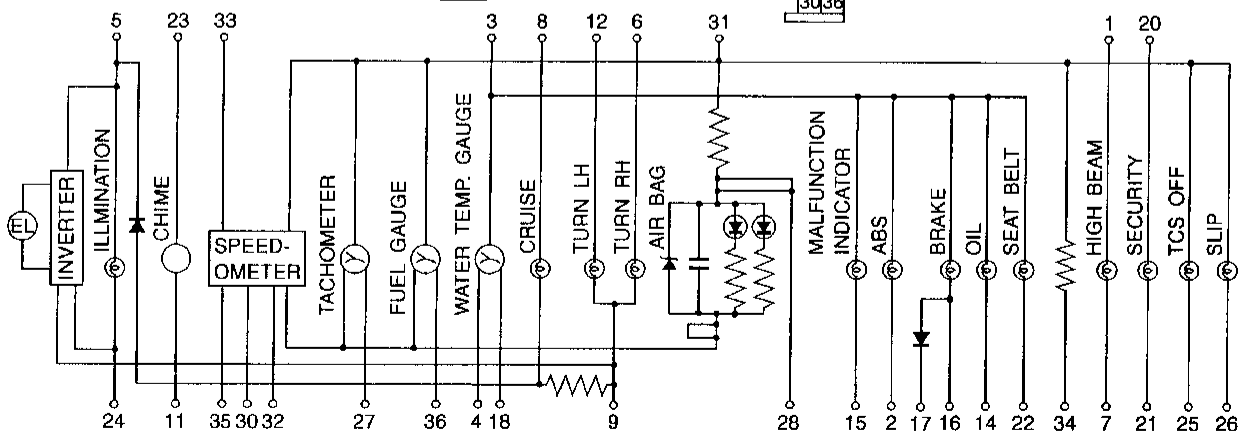 30 36
5 23 33 3 8 12 6 31 1 20
EL
INVERTER
ILLMINATION
CHIME
SPEED-
OMETER
TACHOMETER
FUEL GAUGE
WATER TEMP. GAUGE
CRUISE
TURN LH
TURN RH
AIR BAG
MALFUNCTION
INDICATOR
ABS
BRAKE
OIL
SEAT BELT
HIGH BEAM
SECURITY
TCS OFF
SLIP
24 11 35 30 32 27 36 4 18 9 28 15 2 17 16 14 22 34 7 21 25 26